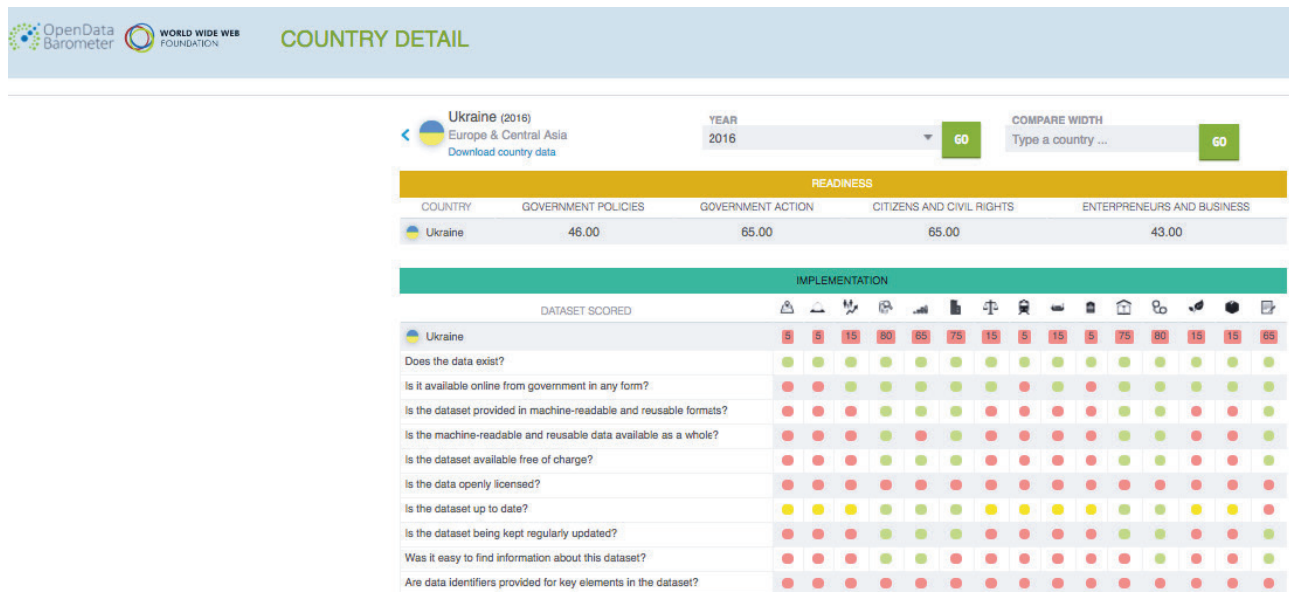 OpenData
Barometer
WORLD WIDE WEB
FOUNDATION
COUNTRY DETAIL
Ukraine (2016)
Europe & Central Asia
Download country data
YEAR
2016
GO
COMPARE WIDTH
Type a country ...
GO
READINESS
COUNTRY GOVERNMENT POLICIES GOVERNMENT ACTION CITIZENS AND CIVIL RIGHTS ENTERPRENEURS AND BUSINESS
Ukraine 46.00 65.00 65.00 43.00
IMPLEMENTATION
DATASET SCORED
Ukraine 5 5 15 80 65 75 15 5 15 5 75 80 15 15 65
Does the data exist?
Is it available online from government in any form?
Is the dataset provided in machine-readable and reusable formats?
Is the machine-readable and reusable data available as a whole?
Is the dataset available free of charge?
Is the data openly licensed?
Is the dataset up to date?
Is the dataset being kept regularly updated?
Was it easy to find information about this dataset?
Are data identifiers provided for key elements in the dataset?